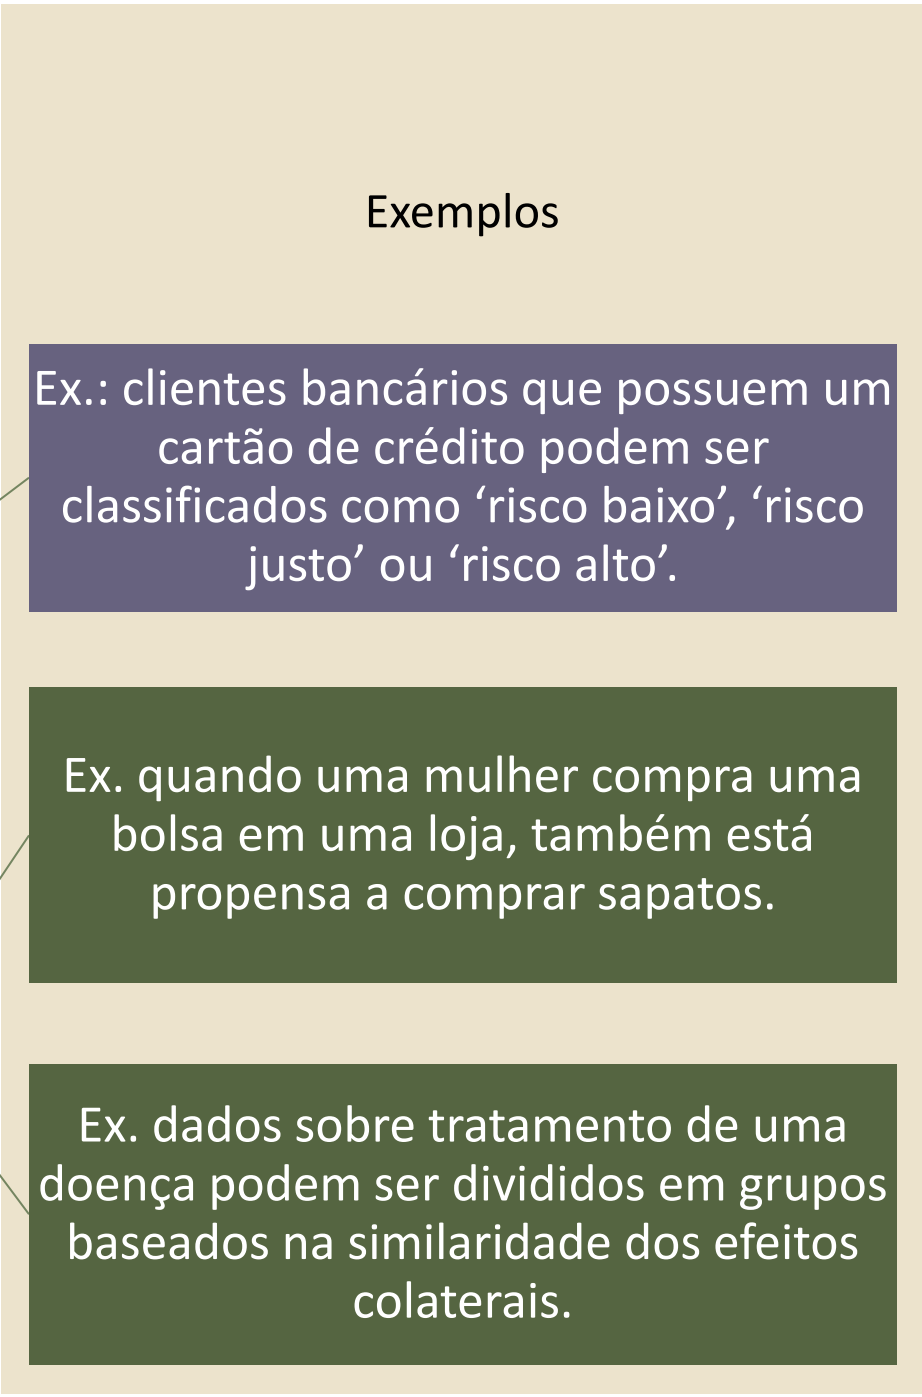 Exemplos
Ex.: clientes bancários que possuem um
cartão de crédito podem ser
classificados como ‘risco baixo’, ‘risco
justo’ ou ‘risco alto’.
Ex. quando uma mulher compra uma
bolsa em uma loja, também está
propensa a comprar sapatos.
Ex. dados sobre tratamento de uma
doença podem ser divididos em grupos
baseados na similaridade dos efeitos
colaterais.